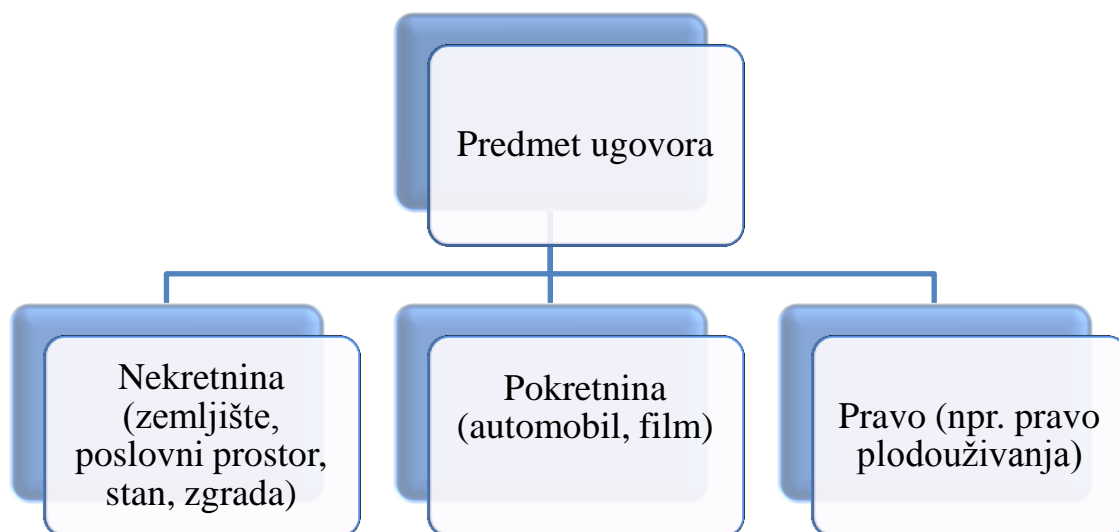 Predmet ugovora
Nekretnina
(zemljište,
poslovni prostor,
stan, zgrada)
Pokretnina
(automobil, film)
Pravo (npr. pravo
plodouživanja)